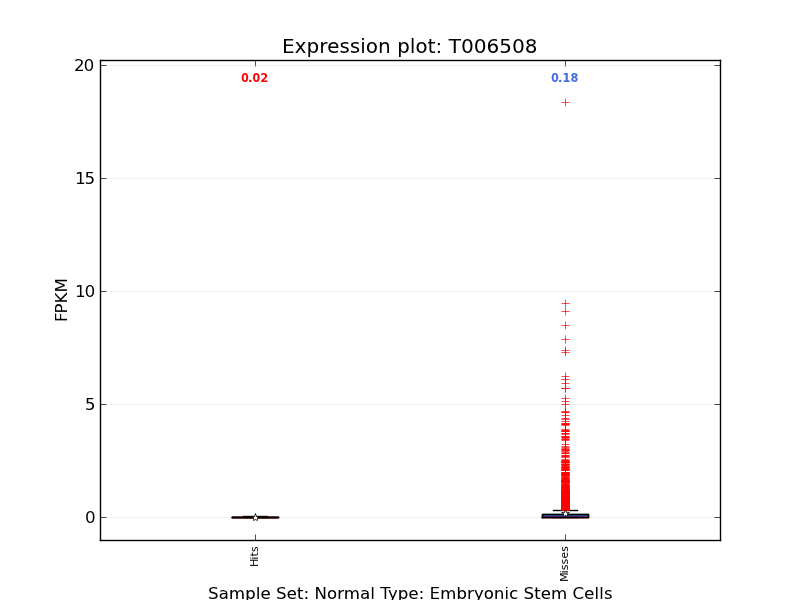 Expression plot: T006508
20
0.02
0.18
15
10
FPKM
5
0
Hits
Misses
Sample Set: Normal Type: Embryonic Stem Cells